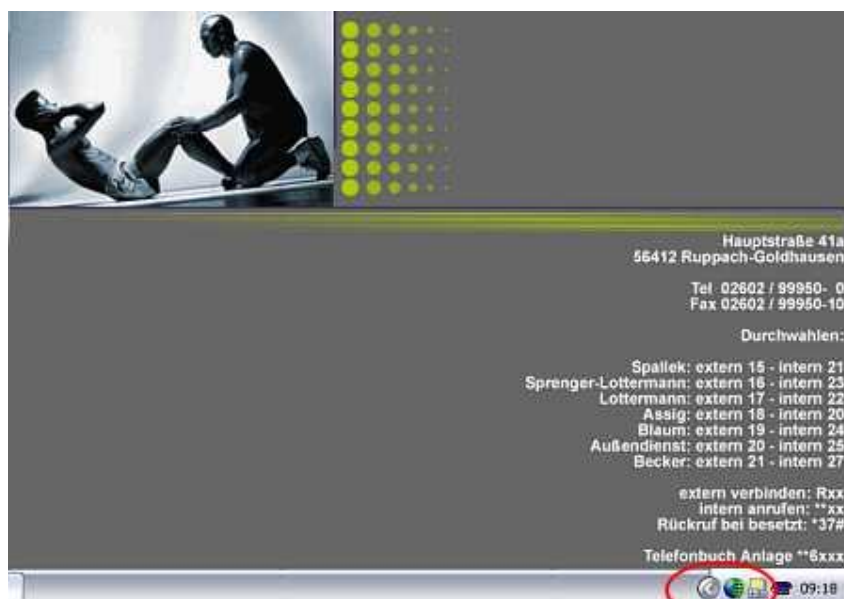 Hauptstraße 41a
56412 Ruppach-Goldhausen
Tel 02602 / 99950- 0
Fax 02602 / 99950-10
Durchwahlen:
Spallek: extern 15 - intern 21
Sprenger-Lottermann: extern 16 - intern 23
Lottermann: extern 17 - intern 22
Assig: extern 18 - intern 20
Blaum: extern 19 - intern 24
Außendienst: extern 20 - intern 25
Becker: extern 21 - intern 27
extern verbinden: Rxx
intern anrufen: **xx
Rückruf bei besetzt: *37#
Telefonbuch Anlage **6xxx
09:18